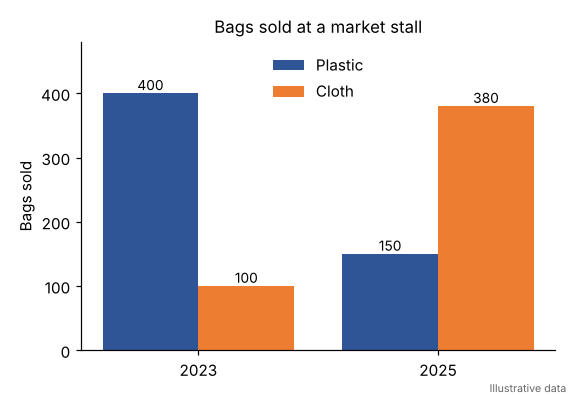 Bags sold at a market stall
Plastic
Cloth
Bags sold
400
300
200
100
0
400
100
150
380
2023
2025
Illustrative data